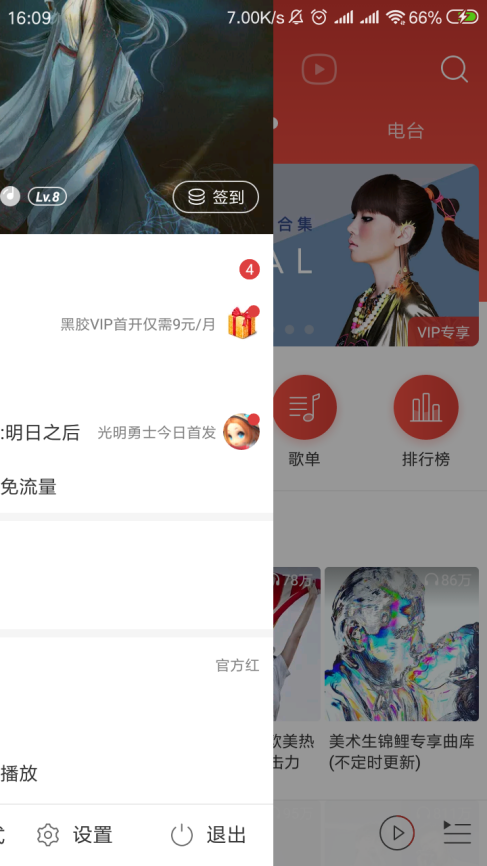 16:09
7.00K/s
66%
电台
Lv.8
签到
合集
A L
4
黑胶VIP首开仅需9元/月
VIP专享
:明日之后
光明勇士今日首发
歌单
排行榜
免流量
78万
86万
官方红
欧美热
美术生锦鲤专享曲库
击力
(不定时更新)
播放
式
设置
退出